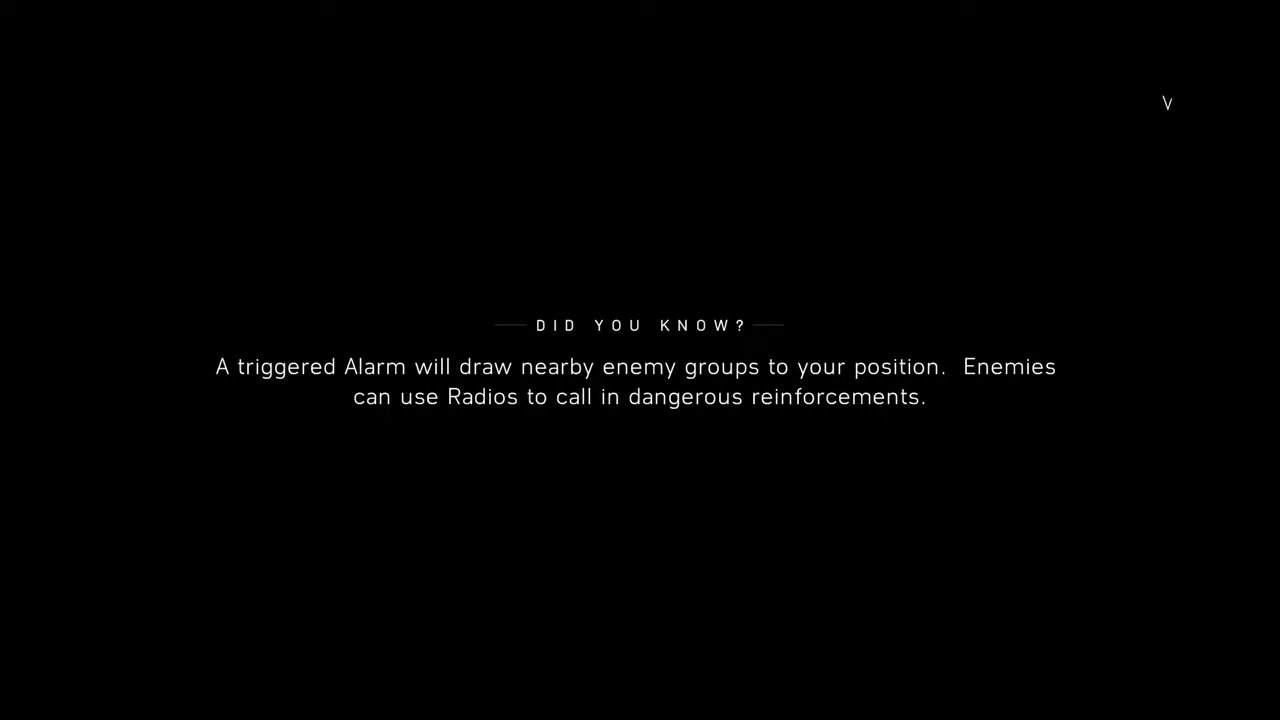 V
DID YOU KNOW?
A triggered Alarm will draw nearby enemy groups to your position.  Enemies
can use Radios to call in dangerous reinforcements.